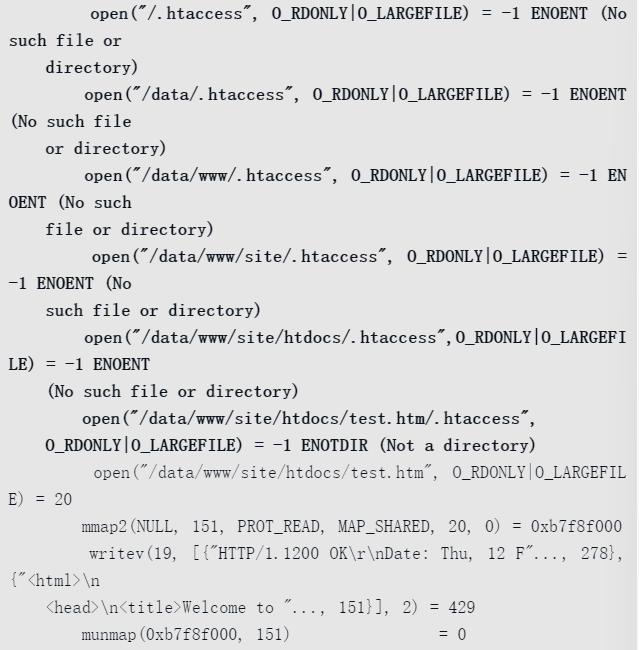 open("/.htaccess", O_RDONLY|O_LARGEFILE) = -1 ENOENT (No
such file or
directory)
open("/data/.htaccess", O_RDONLY|O_LARGEFILE) = -1 ENOENT
(No such file
or directory)
open("/data/www/.htaccess", O_RDONLY|O_LARGEFILE) = -1 EN
OENT (No such
file or directory)
open("/data/www/site/.htaccess", O_RDONLY|O_LARGEFILE) =
-1 ENOENT (No
such file or directory)
open("/data/www/site/htdocs/.htaccess",O_RDONLY|O_LARGEFI
LE) = -1 ENOENT
(No such file or directory)
open("/data/www/site/htdocs/test.htm/.htaccess",
O_RDONLY|O_LARGEFILE) = -1 ENOTDIR (Not a directory)
open("/data/www/site/htdocs/test.htm", O_RDONLY|O_LARGEFIL
E) = 20
mmap2(NULL, 151, PROT_READ, MAP_SHARED, 20, 0) = 0xb7f8f000
writev(19, [{"HTTP/1.1200 OK\r\nDate: Thu, 12 F"..., 278},
{"<html>\n
<head>\n<title>Welcome to "..., 151}], 2) = 429
munmap(0xb7f8f000, 151) = 0